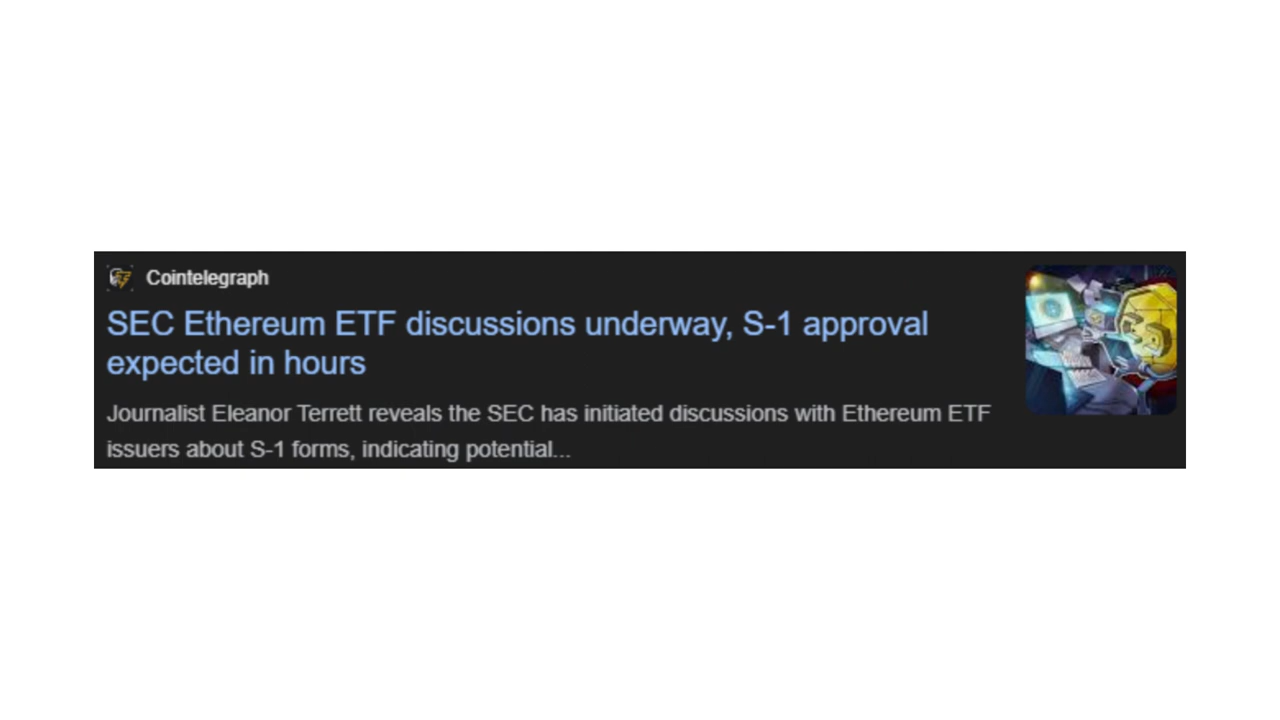 Cointelegraph
SEC Ethereum ETF discussions underway, S-1 approval
expected in hours
Journalist Eleanor Terrett reveals the SEC has initiated discussions with Ethereum ETF
issuers about S-1 forms, indicating potential...